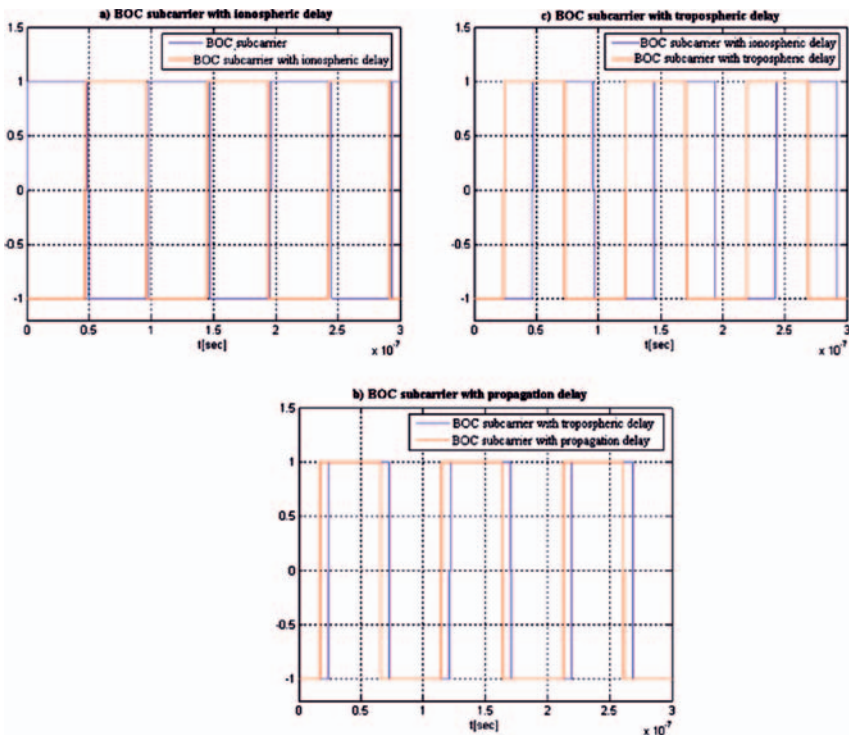 a) BOC subcarrier with ionospheric delay
1.5
BOC subcarrier
BOC subcarrier with ionospheric delay
1
0.5
0
-0.5
-1
0 0.5 1 1.5 2 2.5 3
t[sec]
x 10-7
c) BOC subcarrier with tropospheric delay
1.5
BOC subcarrier with ionospheric delay
BOC subcarrier with tropospheric delay
1
0.5
0
-0.5
-1
0 0.5 1 1.5 2 2.5 3
t[sec]
x 10-7
b) BOC subcarrier with propagation delay
1.5
BOC subcarrier with tropospheric delay
BOC subcarrier with propagation delay
1
0.5
0
-0.5
-1
0 0.5 1 1.5 2 2.5 3
t[sec]
x 10-7